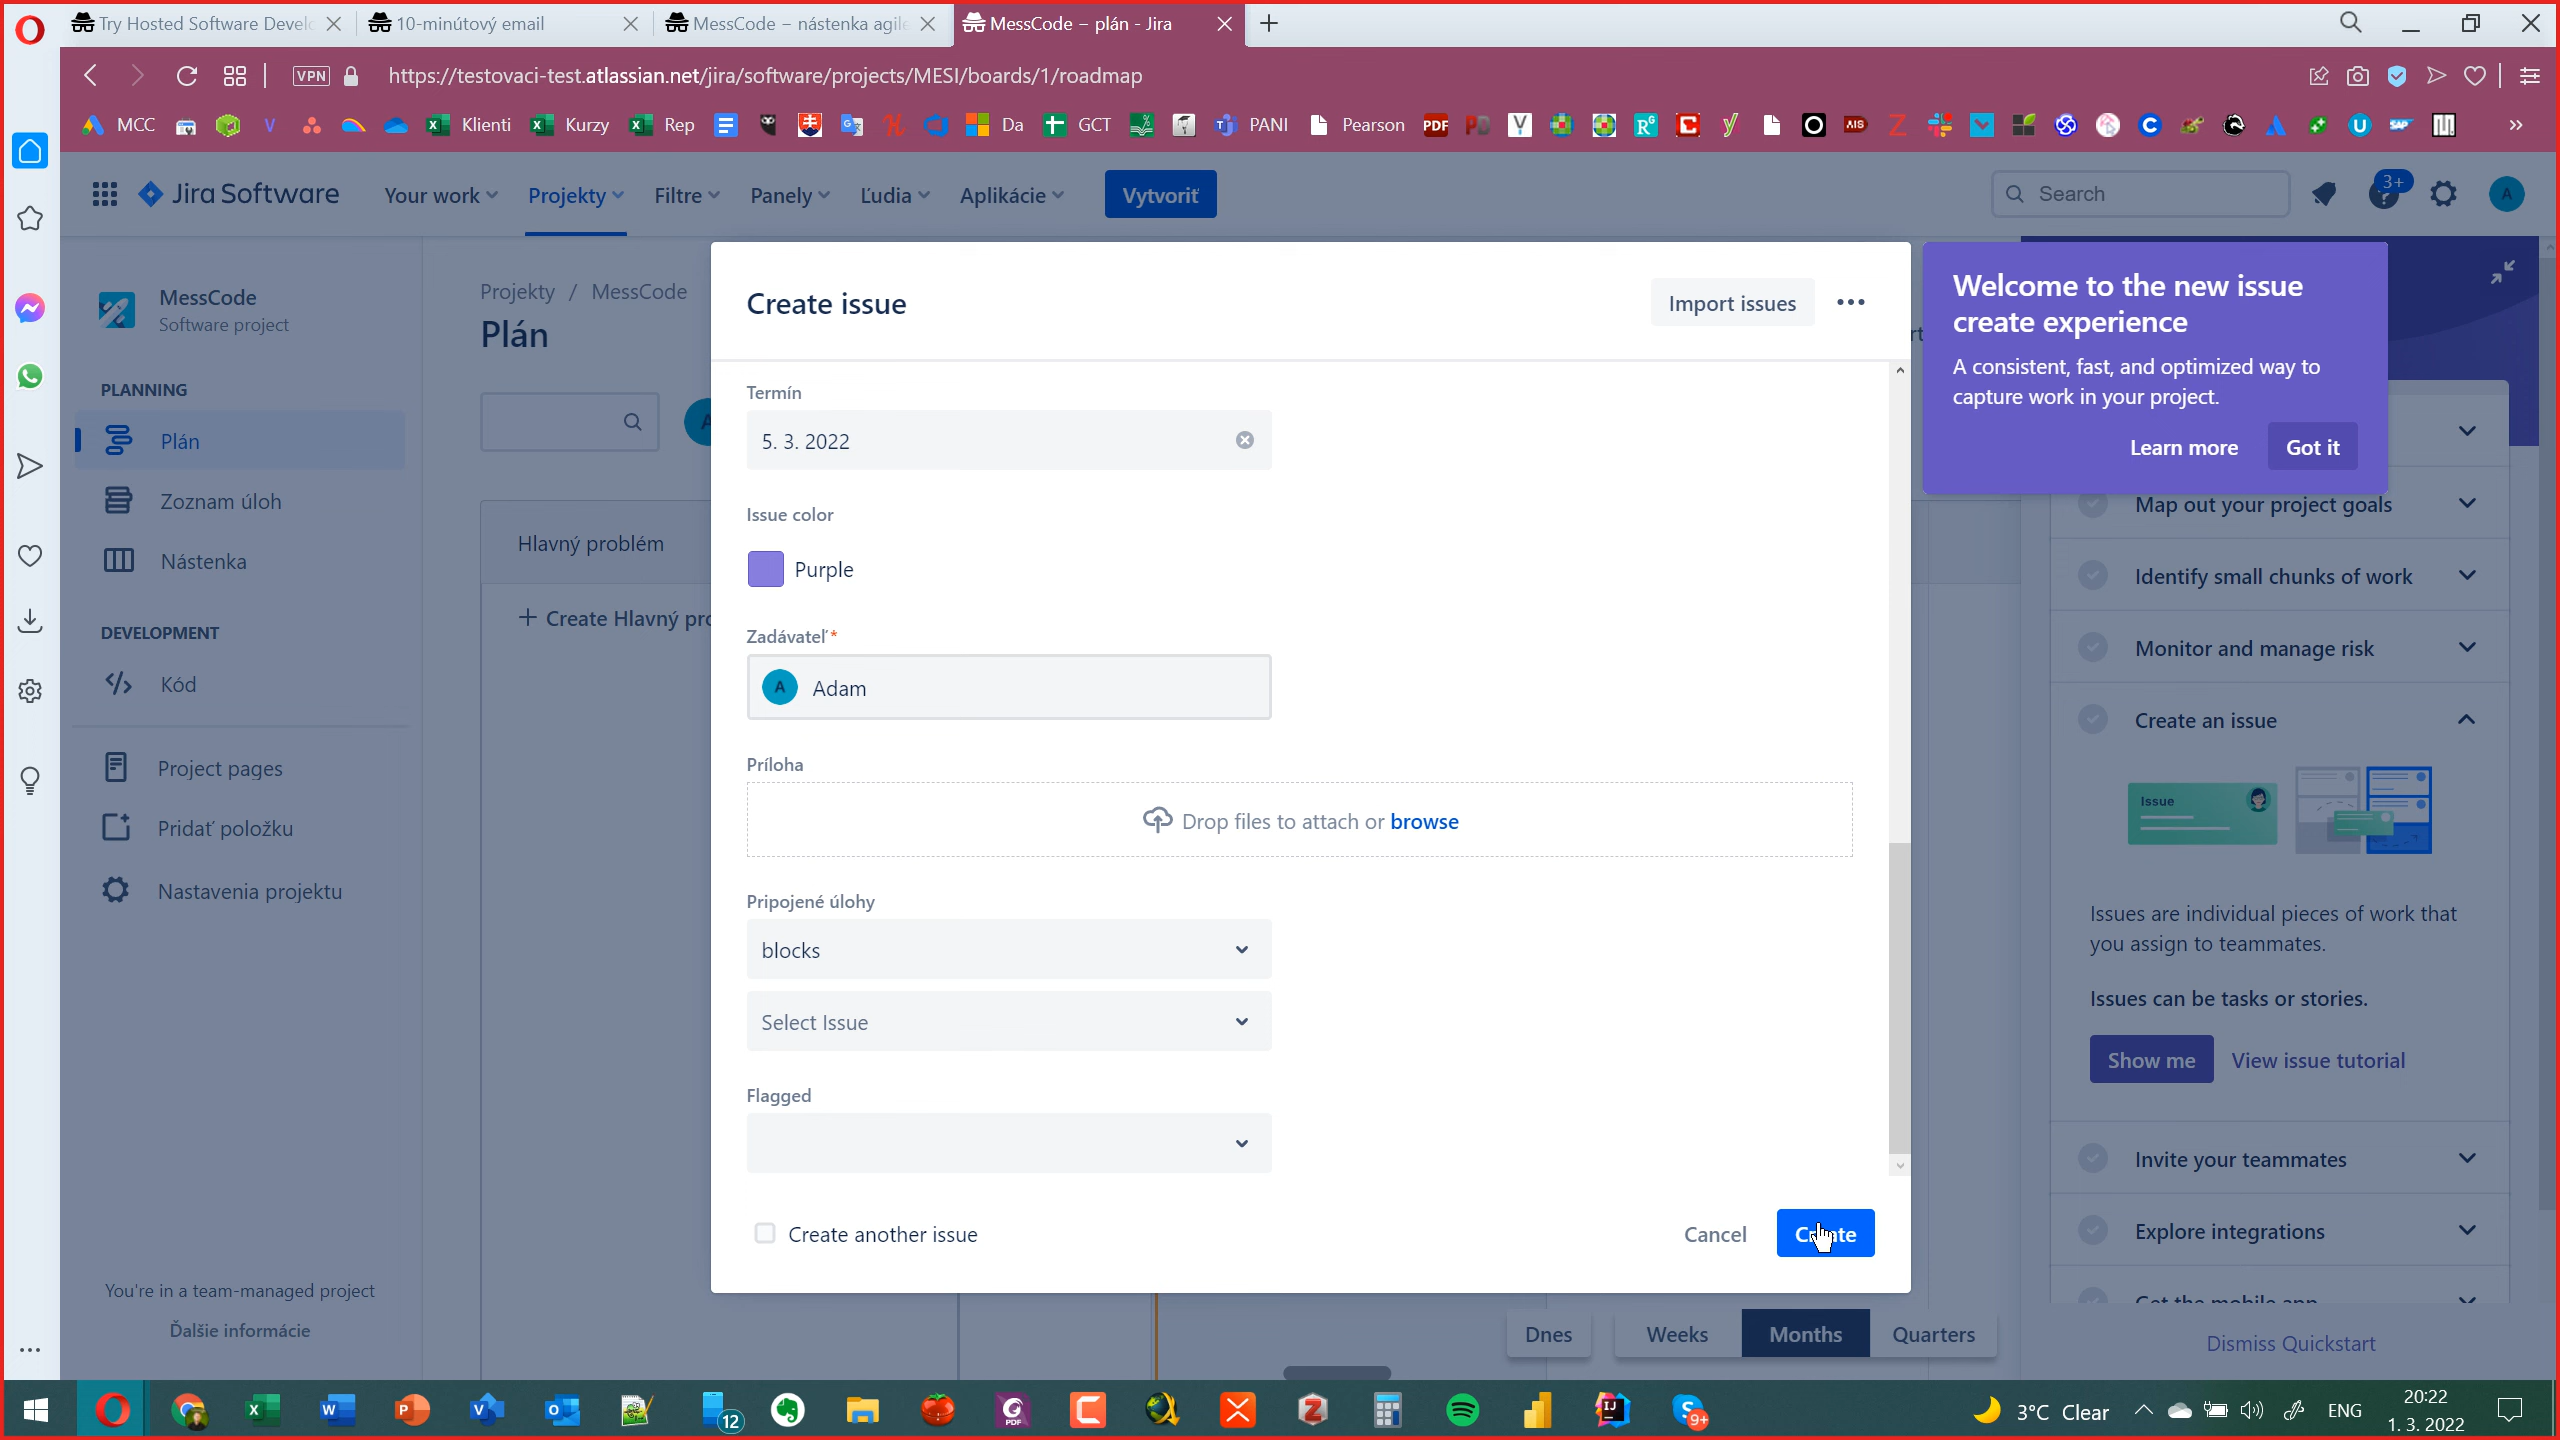 Try Hosted Software Develo
10-minútový email
MessCode – nástenka agile
MessCode – plán - Jira
VPN
https://testovaci-test.atlassian.net/jira/software/projects/MESI/boards/1/roadmap
MCC
Klienti
Kurzy
Rep
Da
GCT
PANI
Pearson
PDF
Jira Software
Your work
Projekty
Filtre
Panely
Ľudia
Aplikácie
Vytvoriť
Search
3+
A
MessCode
Software project
PLANNING
Plán
Zoznam úloh
Nástenka
DEVELOPMENT
Kód
Project pages
Pridať položku
Nastavenia projektu
You're in a team-managed project
Ďalšie informácie
Projekty / MessCode
Plán
Hlavný problém
+ Create Hlavný pro
Create issue
Import issues
Termín
5. 3. 2022
Issue color
Purple
Zadávateľ*
A
Adam
Príloha
Drop files to attach or browse
Pripojené úlohy
blocks
Select Issue
Flagged
Create another issue
Cancel
Create
Welcome to the new issue
create experience
A consistent, fast, and optimized way to
capture work in your project.
Learn more
Got it
Map out your project goals
Identify small chunks of work
Monitor and manage risk
Create an issue
Issue
Issues are individual pieces of work that
you assign to teammates.
Issues can be tasks or stories.
Show me
View issue tutorial
Invite your teammates
Explore integrations
Get the mobile app
Dismiss Quickstart
Dnes
Weeks
Months
Quarters
12
9+
3°C Clear
ENG
20:22
1. 3. 2022